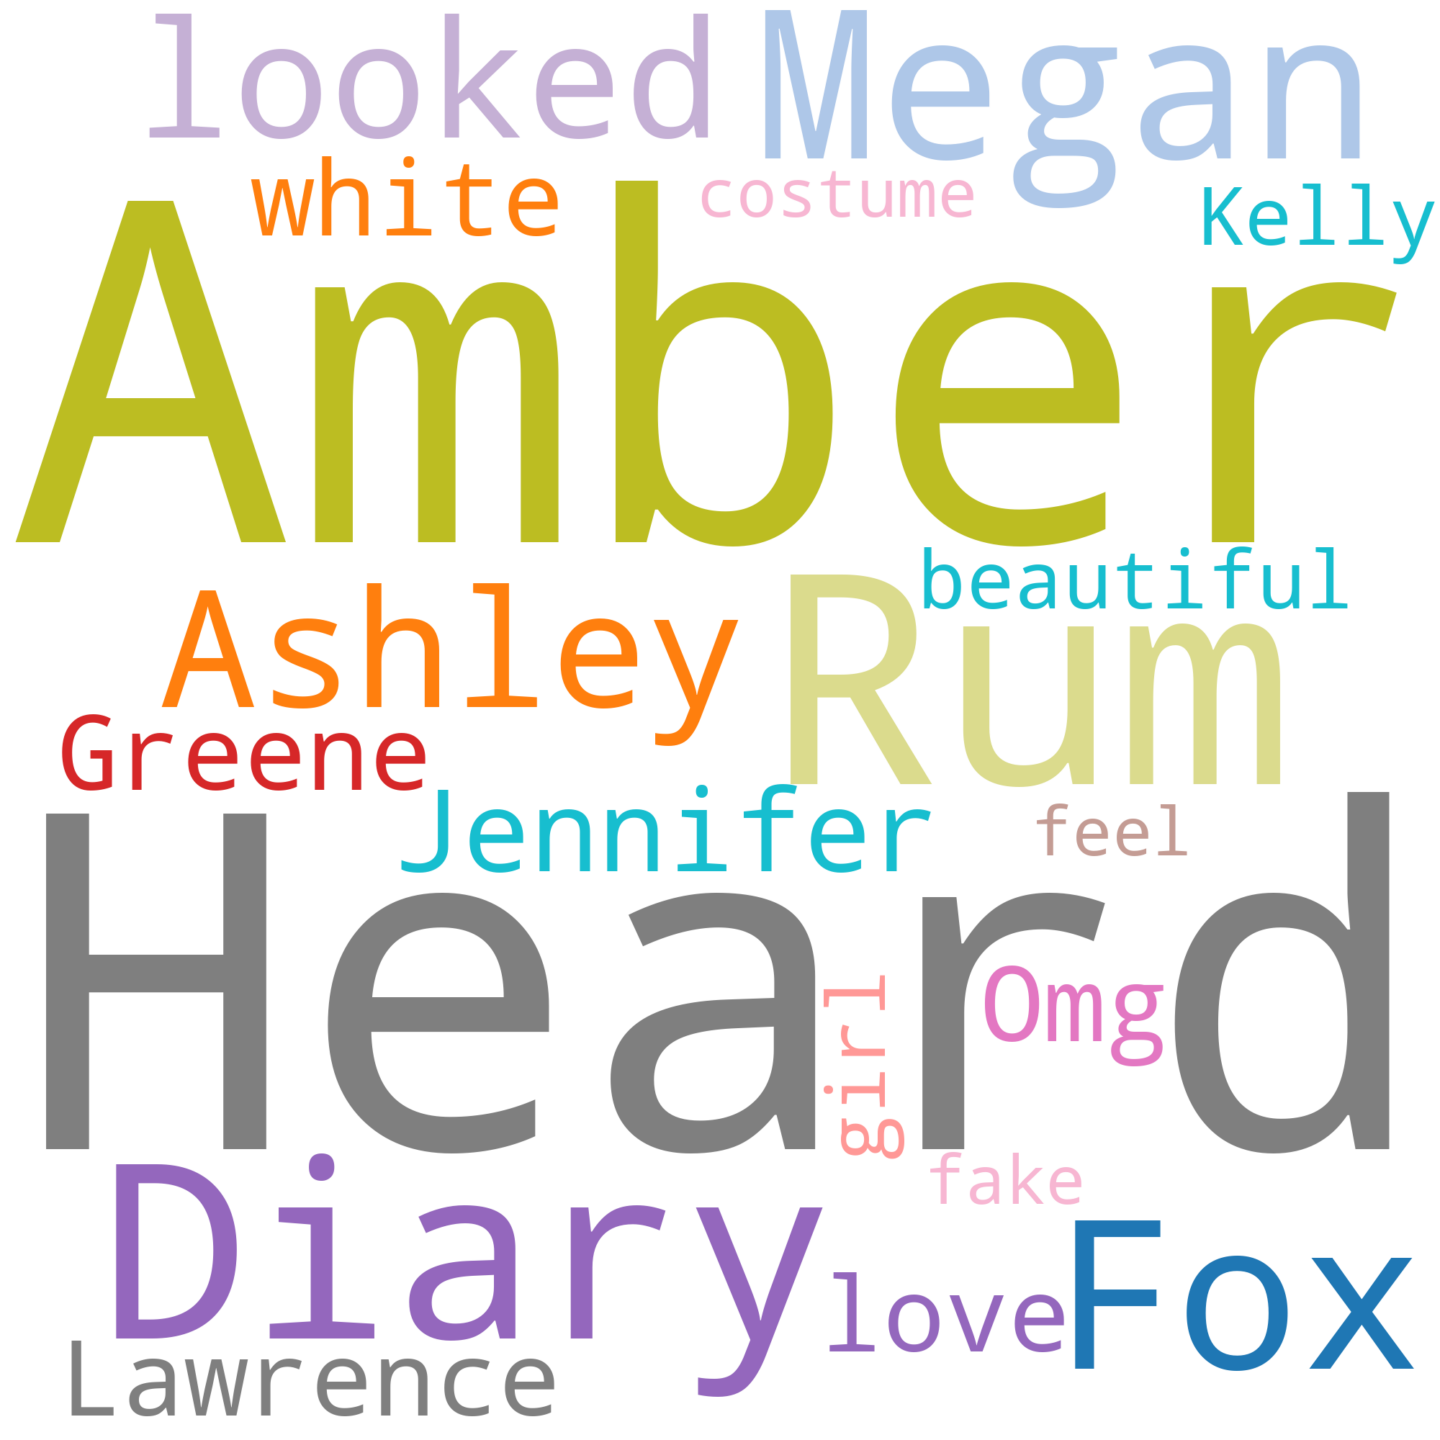 looked
Megan
white
costume
Kelly
Amber
beautiful
Ashley
Rum
Greene
Jennifer
feel
Heard
Omg
girl
Diary
fake
love
Fox
Lawrence